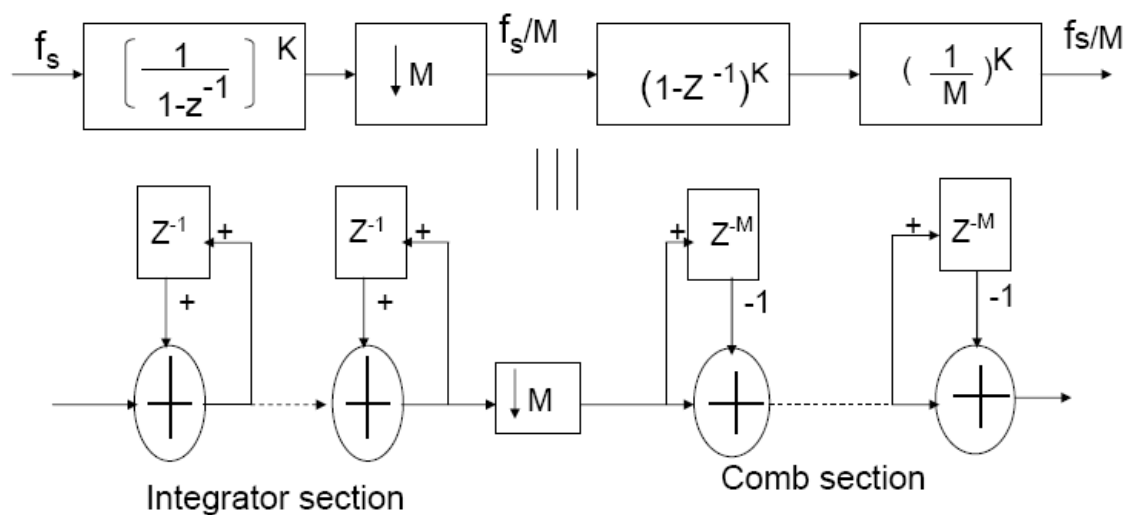 f_s [ 1 / (1-z^-1) ]^K ↓ M f_s/M (1-Z^-1)^K ( 1 / M )^K fs/M
Z^-1 + Z^-1 + + Z^-M + Z^-M
+ + -1 -1
+ + ↓ M + +
Integrator section Comb section